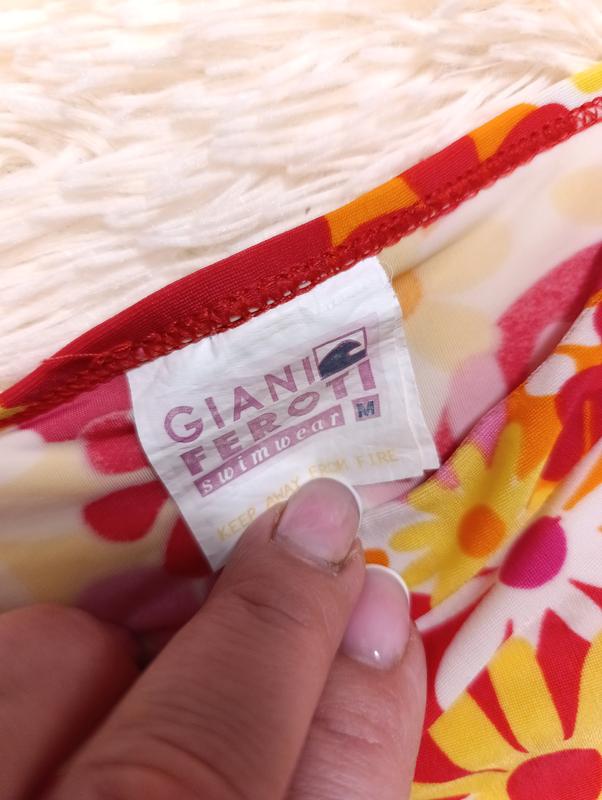 GIANI
FEROTI
M
swimwear
KEEP AWAY FROM FIRE